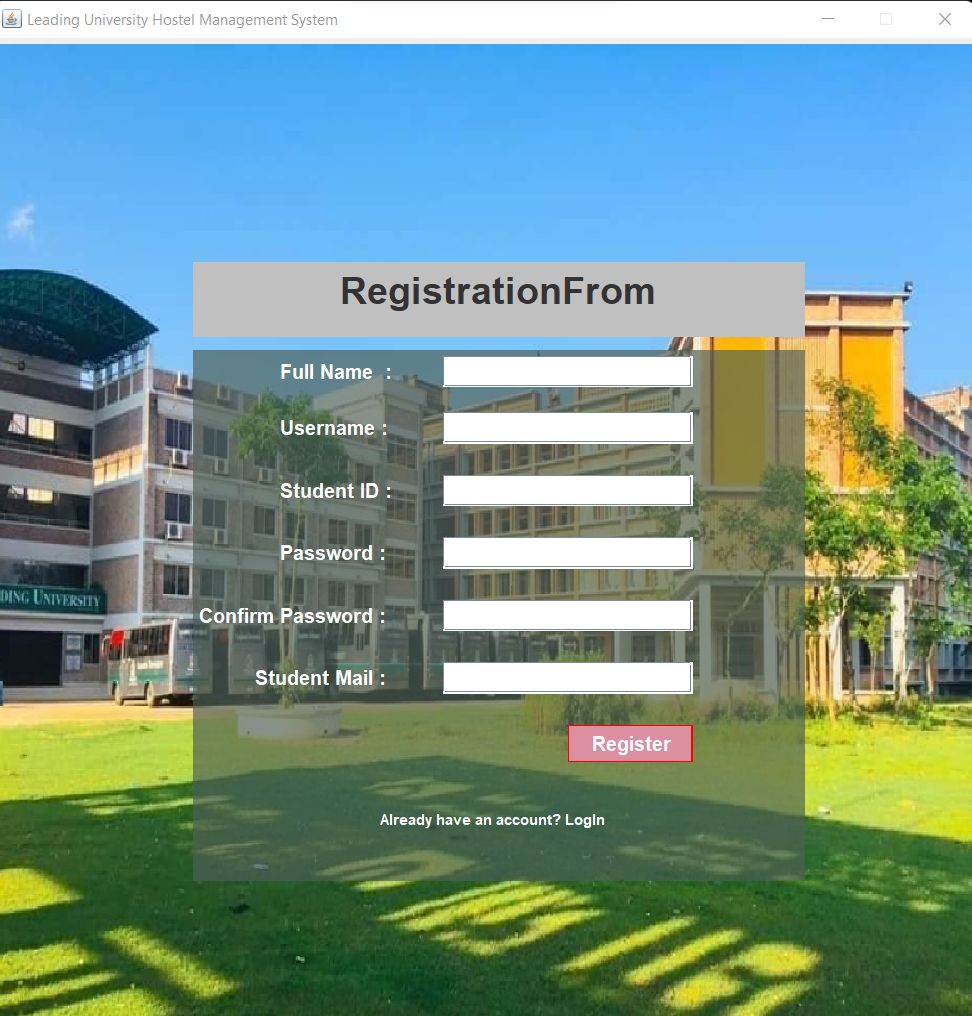 Leading University Hostel Management System
RegistrationFrom
Full Name  :
Username :
Student ID :
Password :
Confirm Password :
DING UNIVERSITY
Student Mail :
Register
Already have an account? LogIn